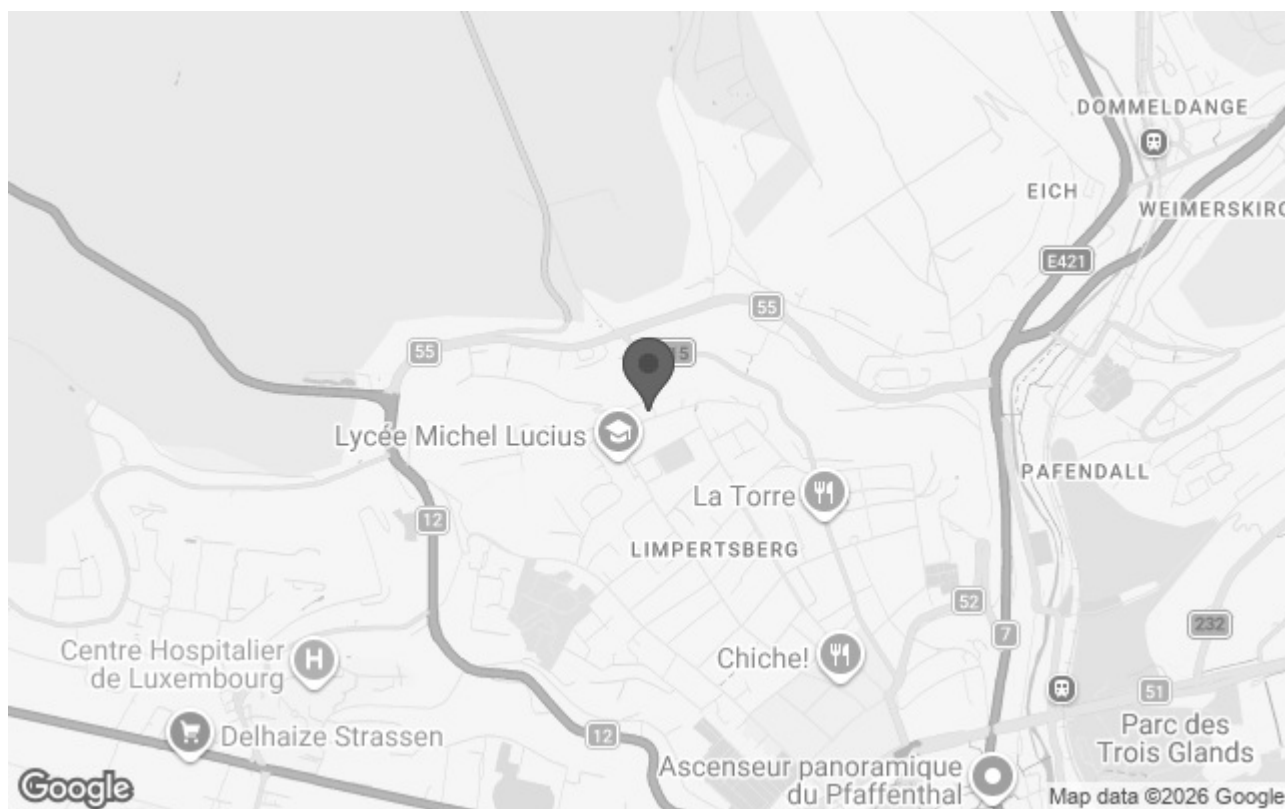 DOMMELDANGE
EICH
WEIMERSKIRC
E421
55
55
Lycée Michel Lucius
La Torre
PAFENDALL
12
LIMPERTSBERG
52
232
7
Centre Hospitalier
de Luxembourg
Chiche!
51
Delhaize Strassen
12
Parc des
Trois Glands
Ascenseur panoramique
du Pfaffenthal
Google
Map data ©2026 Google